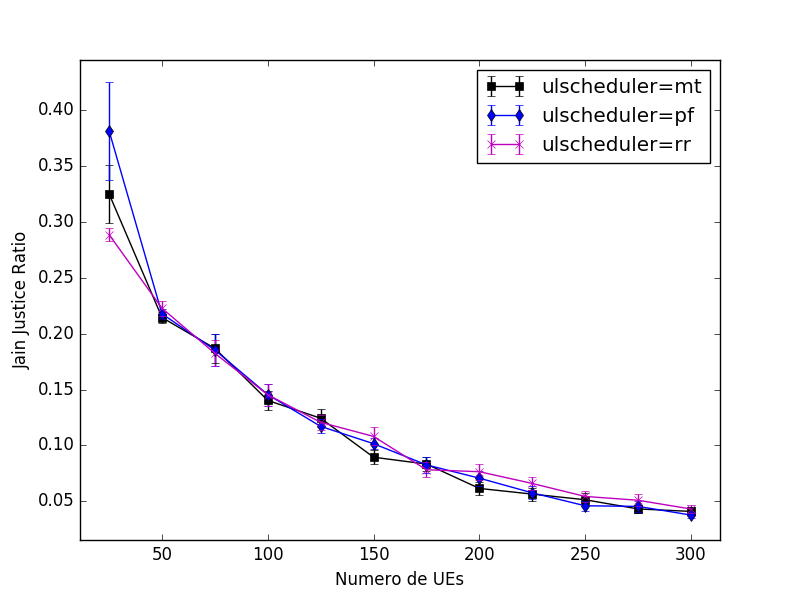 ulscheduler=mt
ulscheduler=pf
ulscheduler=rr
Jain Justice Ratio
0.40
0.35
0.30
0.25
0.20
0.15
0.10
0.05
50 100 150 200 250 300
Numero de UEs